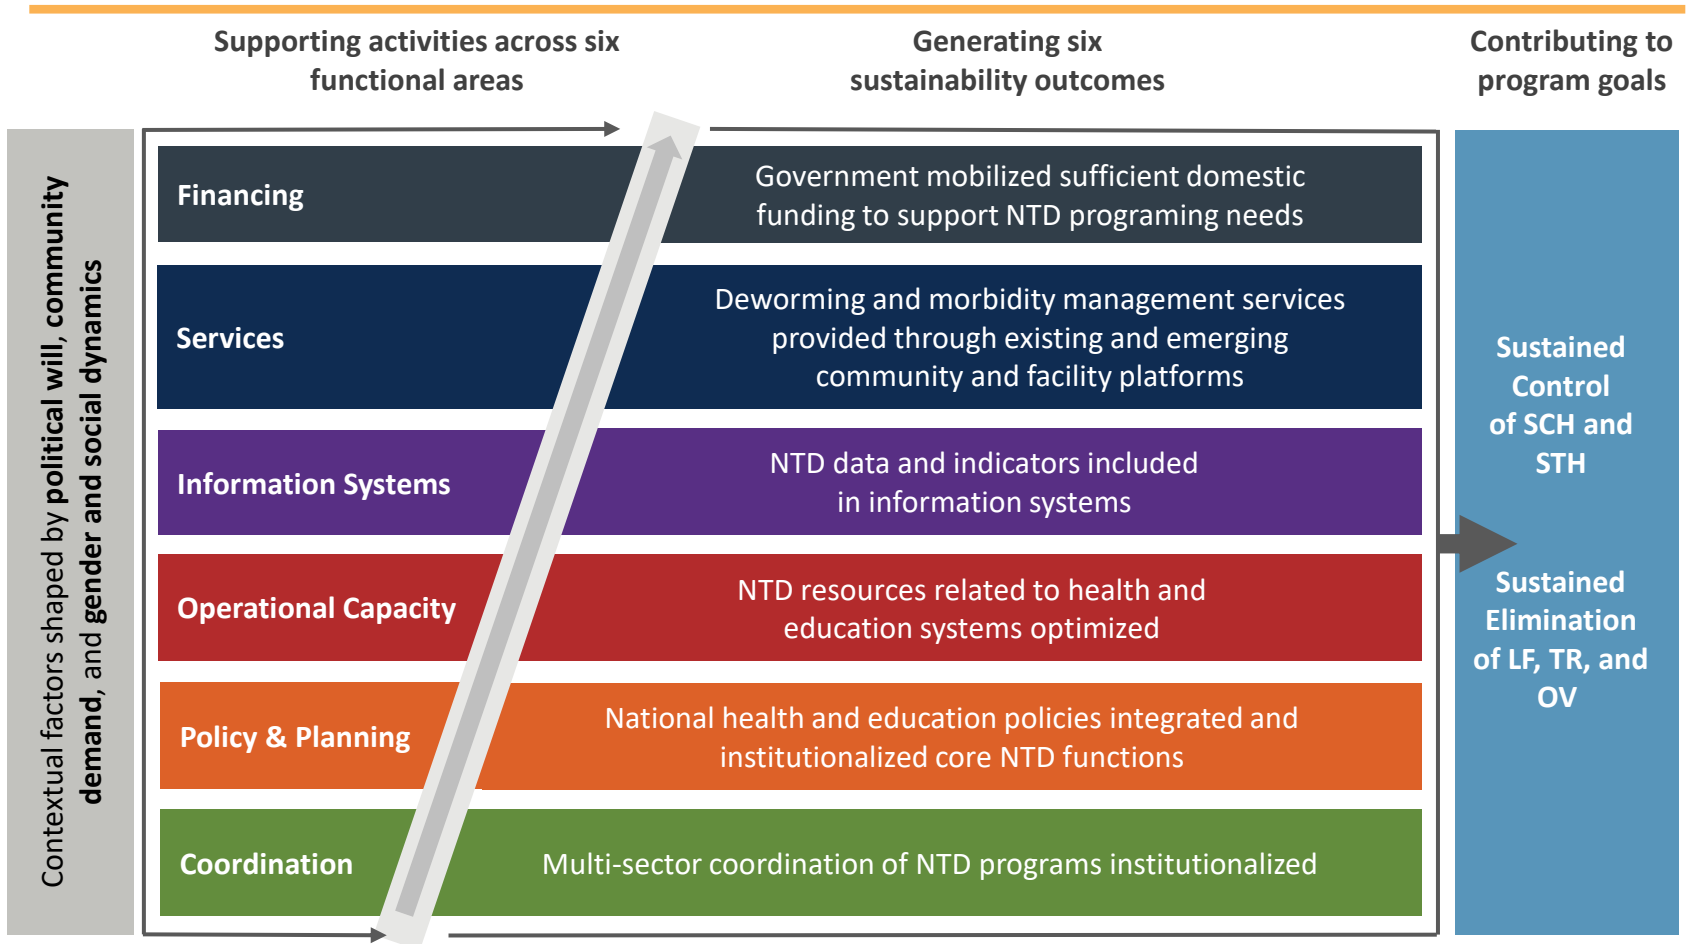 Supporting activities across six
functional areas
Generating six
sustainability outcomes
Contributing to
program goals
Contextual factors shaped by political will, community
demand, and gender and social dynamics
Financing
Government mobilized sufficient domestic
funding to support NTD programing needs
Services
Deworming and morbidity management services
provided through existing and emerging
community and facility platforms
Information Systems
NTD data and indicators included
in information systems
Operational Capacity
NTD resources related to health and
education systems optimized
Policy & Planning
National health and education policies integrated and
institutionalized core NTD functions
Coordination
Multi-sector coordination of NTD programs institutionalized
Sustained
Control
of SCH and
STH
Sustained
Elimination
of LF, TR, and
OV